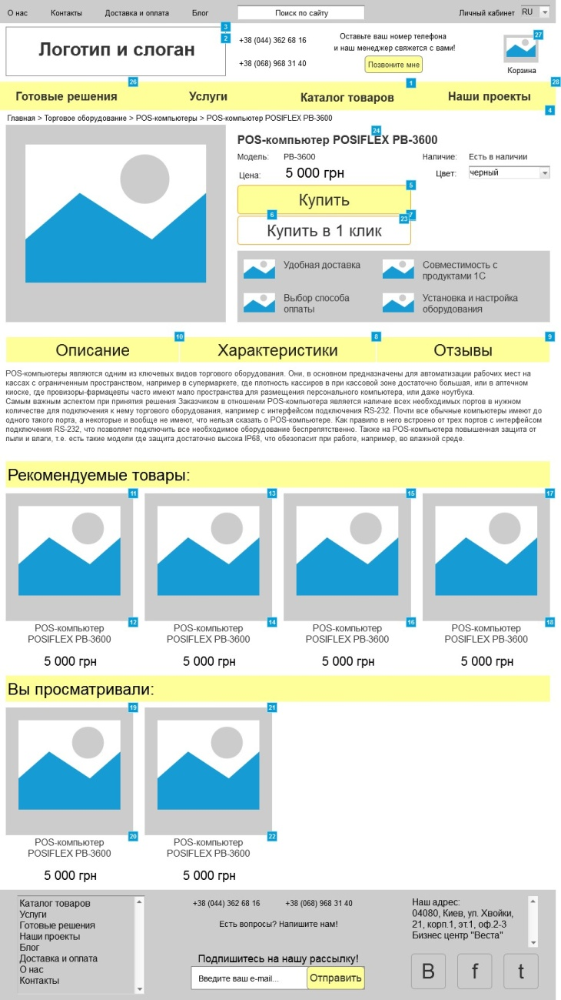 О нас Контакты Доставка и оплата Блог Поиск по сайту Личный кабинет RU
3
2
Логотип и слоган
+38 (044) 362 68 16
+38 (068) 968 31 40
Оставьте ваш номер телефона
и наш менеджер свяжется с вами!
Позвоните мне
27
Корзина
26 1 28
Готовые решения Услуги Каталог товаров Наши проекты
4
Главная > Торговое оборудование > POS-компьютеры > POS-компьютер POSIFLEX PB-3600
24
POS-компьютер POSIFLEX PB-3600
Модель: PB-3600 Наличие: Есть в наличии
Цена: 5 000 грн Цвет: черный
5
Купить
6 7
23
Купить в 1 клик
Удобная доставка
Совместимость с
продуктами 1С
Выбор способа
оплаты
Установка и настройка
оборудования
10 8 9
Описание Характеристики Отзывы
POS-компьютеры являются одним из ключевых видов торгового оборудования. Они, в основном предназначены для автоматизации рабочих мест на
кассах с ограниченным пространством, например в супермаркете, где плотность кассиров в при кассовой зоне достаточно большая, или в аптечном
киоске, где провизоры-фармацевты часто имеют мало пространства для размещения персонального компьютера, или даже ноутбука.
Самым важным аспектом при принятия решения Заказчиком в отношении POS-компьютера является наличие всех необходимых портов в нужном
количестве для подключения к нему торгового оборудования, например с интерфейсом подключения RS-232. Почти все обычные компьютеры имеют до
одного такого порта, а некоторые и вообще не имеют, что нельзя сказать о POS-компьютере. Как правило в него встроено от трех портов с интерфейсом
подключения RS-232, что позволяет подключить все необходимое оборудование беспрепятственно. Также на POS-компьютера повышенная защита от
пыли и влаги, т.е. есть такие модели где защита достаточно высока IP68, что обезопасит при работе, например, во влажной среде.
Рекомендуемые товары:
11 13 15 17
12 14 16 18
POS-компьютер POS-компьютер POS-компьютер POS-компьютер
POSIFLEX PB-3600 POSIFLEX PB-3600 POSIFLEX PB-3600 POSIFLEX PB-3600
5 000 грн 5 000 грн 5 000 грн 5 000 грн
Вы просматривали:
19 21
20 22
POS-компьютер POS-компьютер
POSIFLEX PB-3600 POSIFLEX PB-3600
5 000 грн 5 000 грн
Каталог товаров
Услуги
Готовые решения
Наши проекты
Блог
Доставка и оплата
О нас
Контакты
+38 (044) 362 68 16 +38 (068) 968 31 40
Есть вопросы? Напишите нам!
Подпишитесь на нашу рассылку!
Введите ваш e-mail... Отправить
Наш адрес:
04080, Киев, ул. Хвойки,
21, корп.1, эт.1, оф.2-3
Бизнес центр "Веста"
B f t